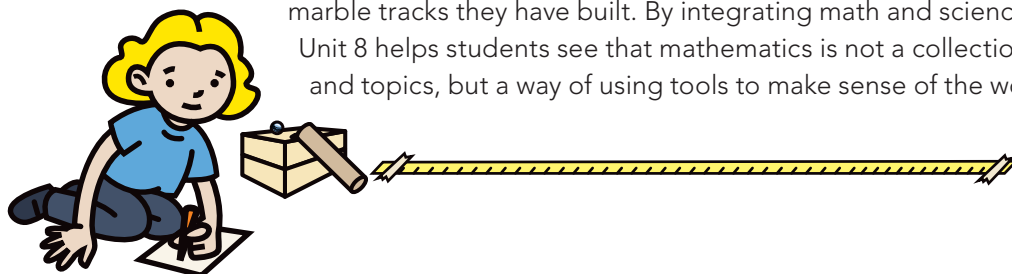 marble tracks they have built. By integrating math and scienc
Unit 8 helps students see that mathematics is not a collectio
and topics, but a way of using tools to make sense of the w